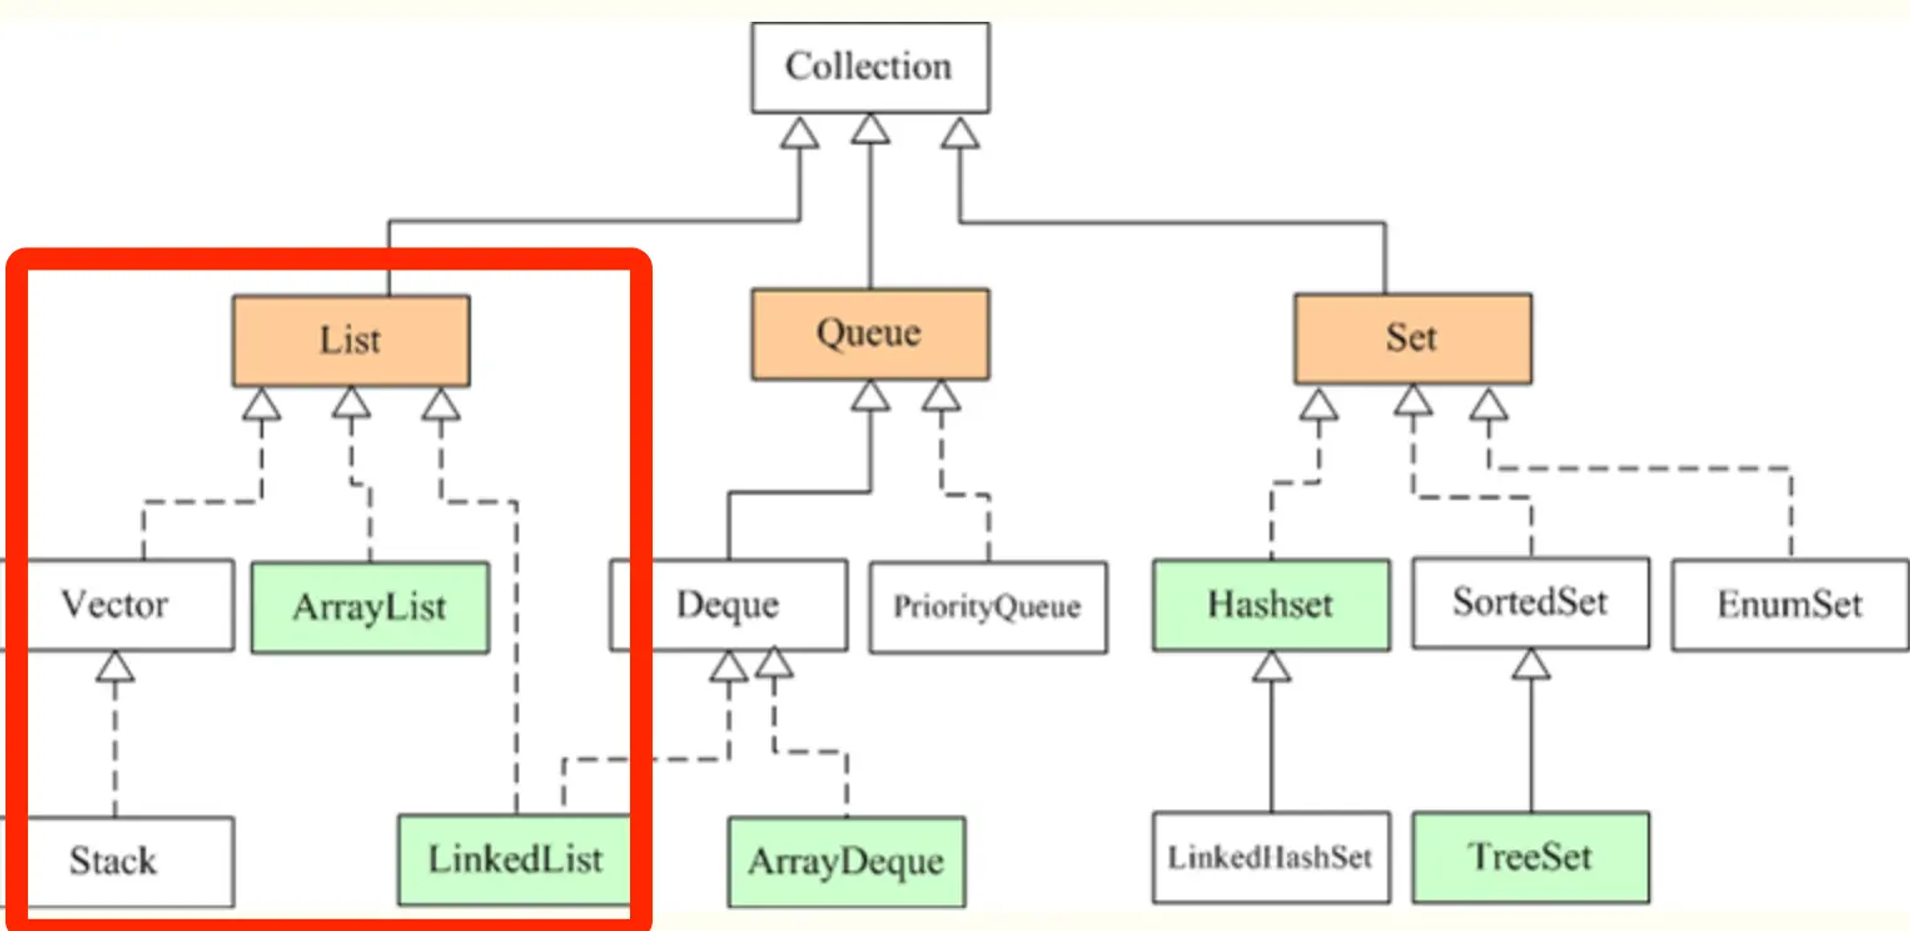 Collection
List
Queue
Set
Vector
ArrayList
Deque
PriorityQueue
Hashset
SortedSet
EnumSet
Stack
LinkedList
ArrayDeque
LinkedHashSet
TreeSet